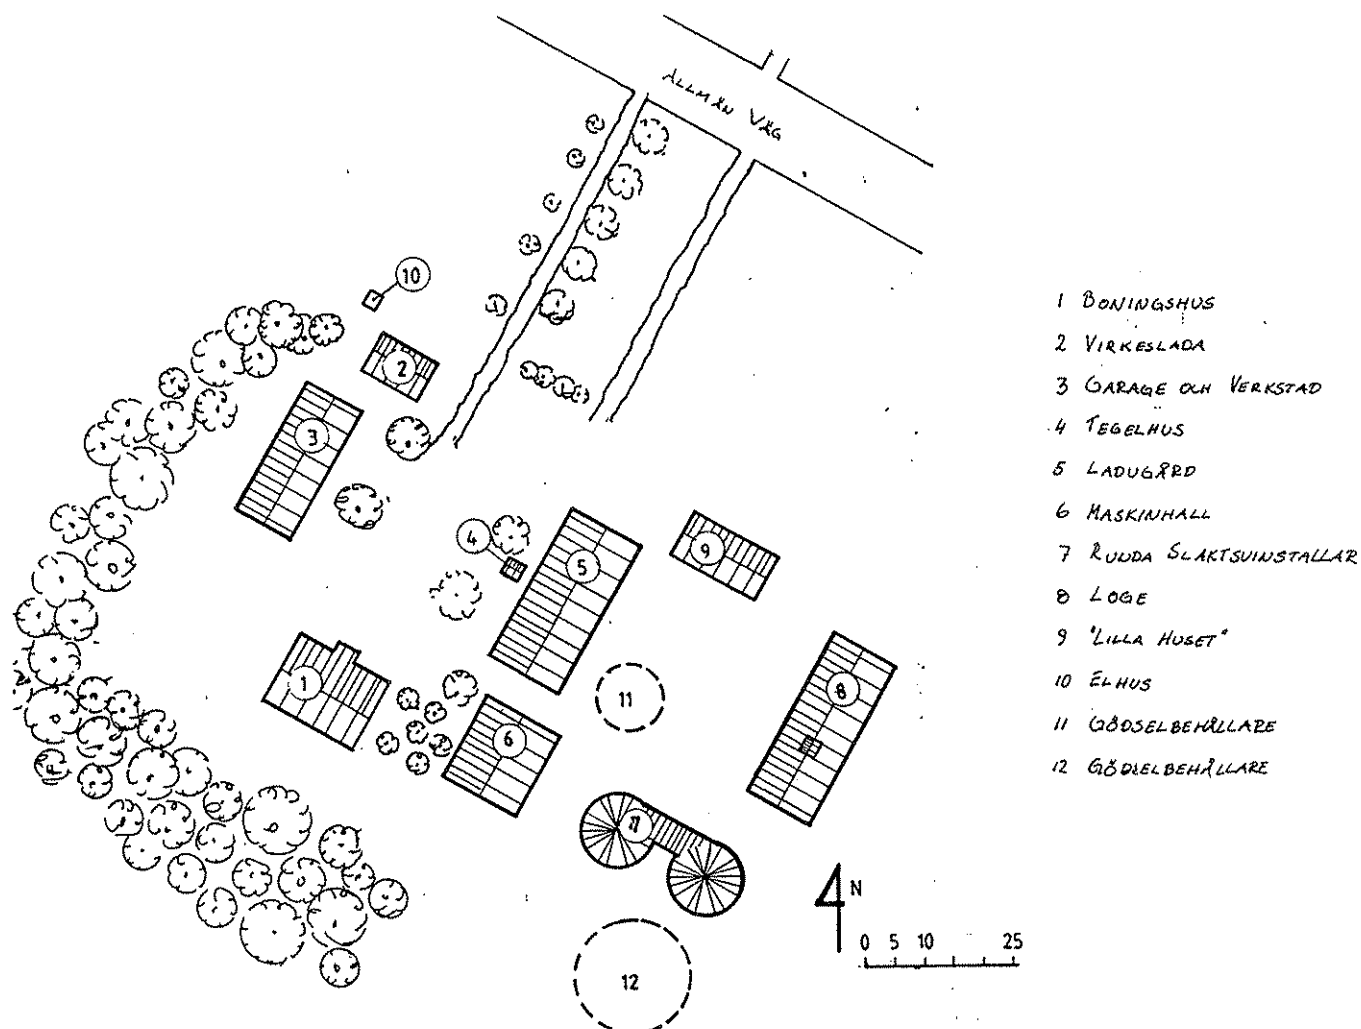 ALLMÄN VÄG
10
2
3
4
5
9
1
6
11
8
7
12
N
0 5 10 25
1 BONINGSHUS
2 VIRKESLADA
3 GARAGE OCH VERKSTAD
4 TEGELHUS
5 LADUGÅRD
6 MASKINHALL
7 RUNDA SLAKTSVINSTALLAR
8 LOGE
9 "LILLA HUSET"
10 ELHUS
11 GÖDSELBEHÅLLARE
12 GÖDSELBEHÅLLARE